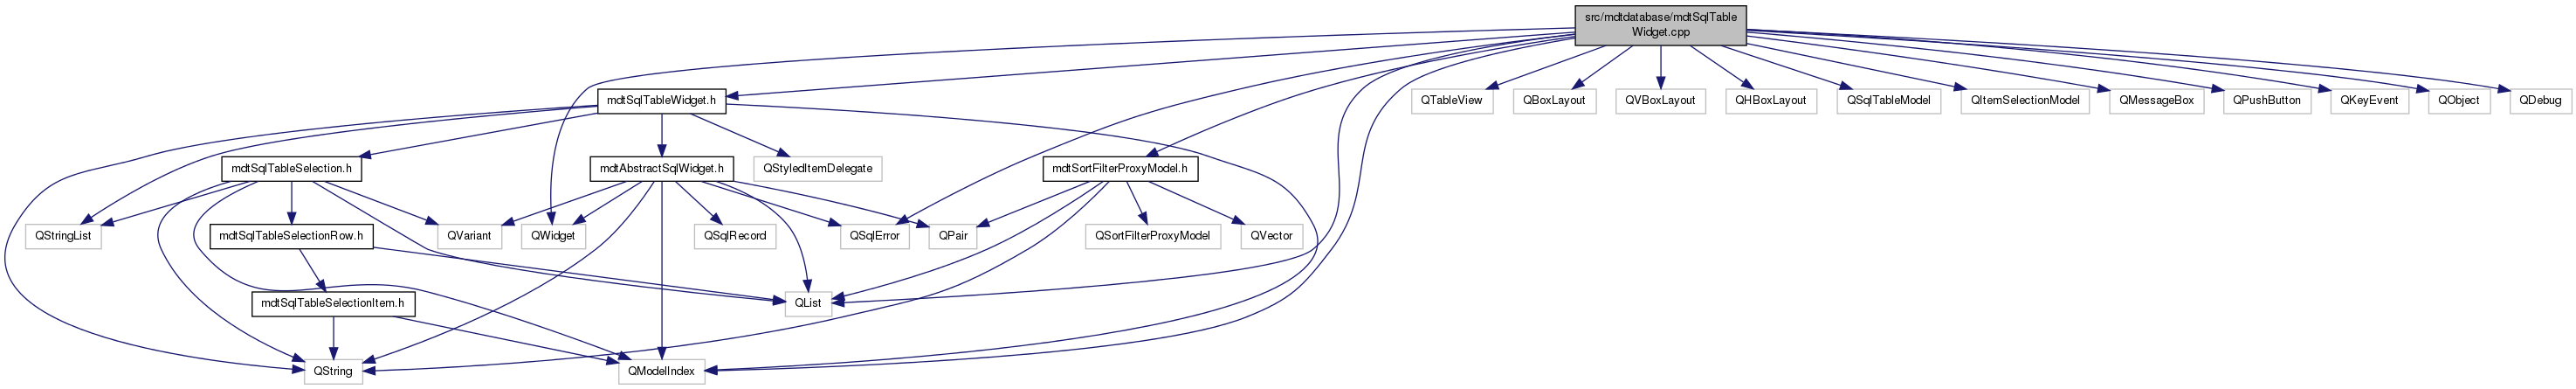 src/mdtdatabase/mdtSqlTable
Widget.cpp
mdtSqlTableWidget.h
QTableView
QBoxLayout
QVBoxLayout
QHBoxLayout
QSqlTableModel
QItemSelectionModel
QMessageBox
QPushButton
QKeyEvent
QObject
QDebug
mdtSqlTableSelection.h
mdtAbstractSqlWidget.h
QStyledItemDelegate
mdtSortFilterProxyModel.h
QStringList
mdtSqlTableSelectionRow.h
QVariant
QWidget
QSqlRecord
QSqlError
QPair
QSortFilterProxyModel
QVector
mdtSqlTableSelectionItem.h
QList
QString
QModelIndex